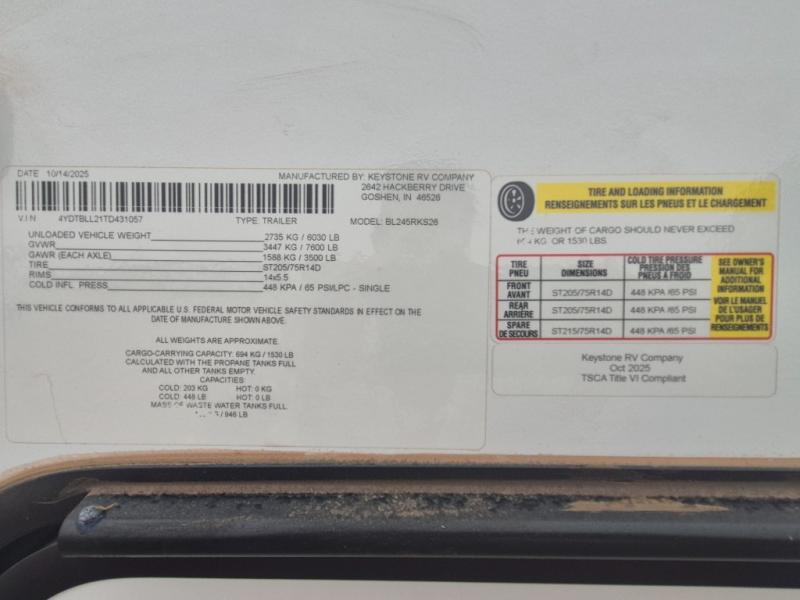 DATE 10/14/2025
MANUFACTURED BY: KEYSTONE RV COMPANY
2642 HACKBERRY DRIVE
GOSHEN, IN 46526
V.I.N 4YDTBLL21TD431057 TYPE: TRAILER MODEL: BL245RKS26
UNLOADED VEHICLE WEIGHT 2735 KG / 6030 LB
GVWR 3447 KG / 7600 LB
GAWR (EACH AXLE) 1588 KG / 3500 LB
TIRE ST205/75R14D
RIMS 14x5.5
COLD INFL. PRESS 448 KPA / 65 PSI/LPC - SINGLE
THIS VEHICLE CONFORMS TO ALL APPLICABLE U.S. FEDERAL MOTOR VEHICLE SAFETY STANDARDS IN EFFECT ON THE
DATE OF MANUFACTURE SHOWN ABOVE.
ALL WEIGHTS ARE APPROXIMATE.
CARGO-CARRYING CAPACITY: 694 KG / 1530 LB
CALCULATED WITH THE PROPANE TANKS FULL
AND ALL OTHER TANKS EMPTY.
CAPACITIES:
COLD: 203 KG HOT: 0 KG
COLD: 448 LB HOT: 0 LB
MASS OF WASTE WATER TANKS FULL
/ 946 LB
TIRE AND LOADING INFORMATION
RENSEIGNEMENTS SUR LES PNEUS ET LE CHARGEMENT
THE WEIGHT OF CARGO SHOULD NEVER EXCEED
KG OR 1530 LBS
TIRE SIZE COLD TIRE PRESSURE
PNEU DIMENSIONS PRESSION DES
PNEUS A FROID
FRONT
AVANT ST205/75R14D 448 KPA /65 PSI
REAR
ARRIÈRE ST205/75R14D 448 KPA /65 PSI
SPARE
DE SECOURS ST215/75R14D 448 KPA /65 PSI
SEE OWNER'S
MANUAL FOR
ADDITIONAL
INFORMATION
VOIR LE MANUEL
DE L'USAGER
POUR PLUS DE
RENSEIGNEMENTS
Keystone RV Company
Oct 2025
TSCA Title VI Compliant